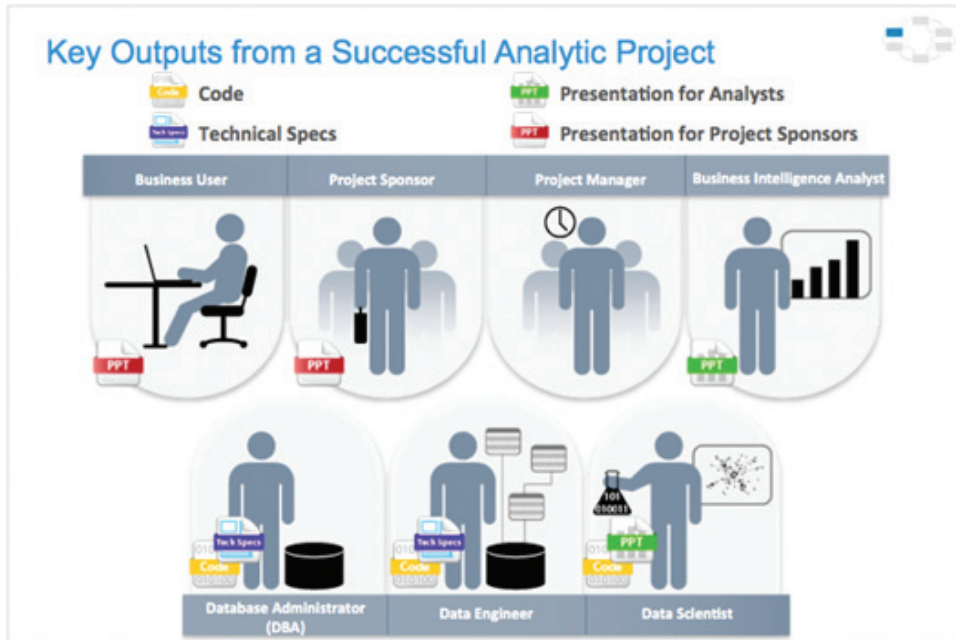 Key Outputs from a Successful Analytic Project
Code
Code
PPT
Presentation for Analysts
Tech Specs
Technical Specs
PPT
Presentation for Project Sponsors
Business User
Project Sponsor
Project Manager
Business Intelligence Analyst
PPT
PPT
PPT
101
010011
Tech Specs
Code
Tech Specs
Code
PPT
Code
Database Administrator
(DBA)
Data Engineer
Data Scientist